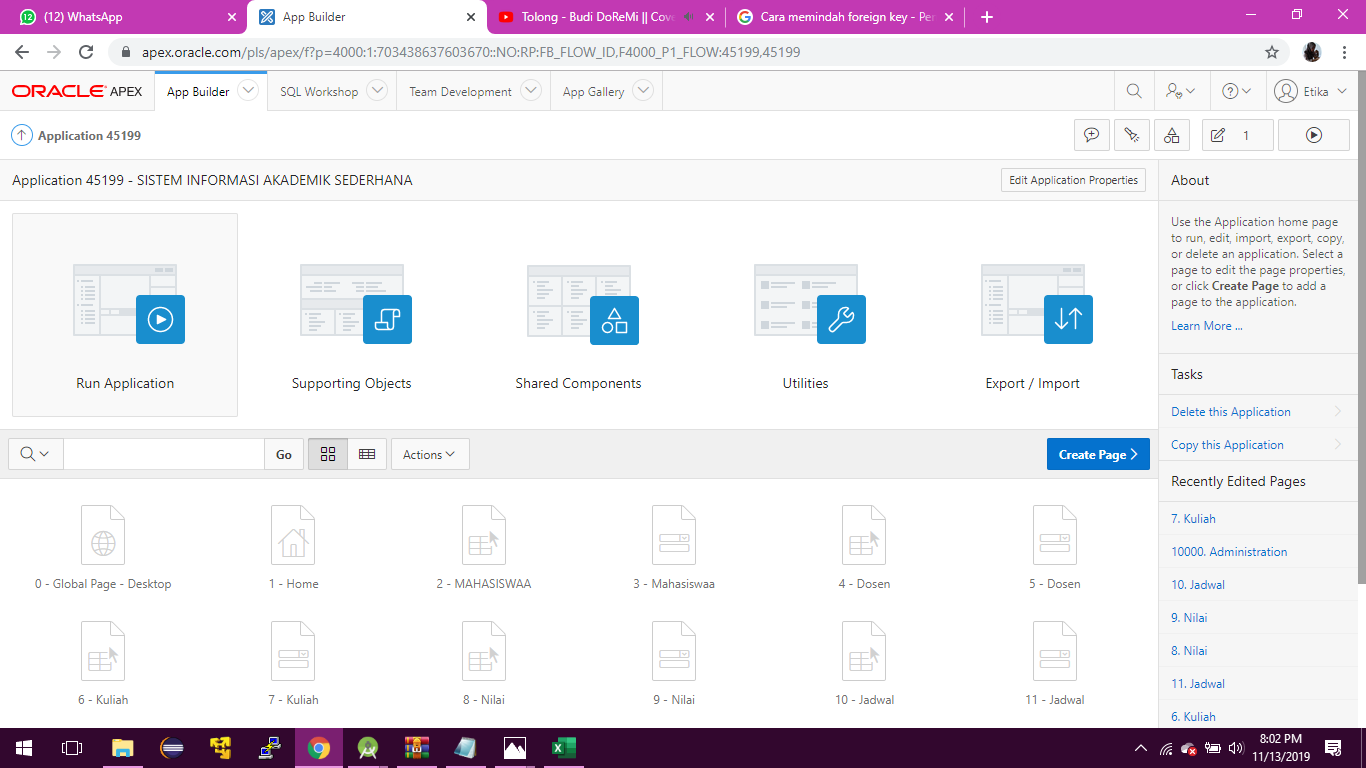 (12) WhatsApp
App Builder
Tolong - Budi DoReMi || Cove
Cara memindah foreign key - Per
apex.oracle.com/pls/apex/f?p=4000:1:703438637603670::NO:RP:FB_FLOW_ID,F4000_P1_FLOW:45199,45199
ORACLE APEX
App Builder
SQL Workshop
Team Development
App Gallery
Etika
Application 45199
1
Application 45199 - SISTEM INFORMASI AKADEMIK SEDERHANA
Edit Application Properties
Run Application
Supporting Objects
Shared Components
Utilities
Export / Import
Go
Actions
Create Page
0 - Global Page - Desktop
1 - Home
2 - MAHASISWAA
3 - Mahasiswaa
4 - Dosen
5 - Dosen
6 - Kuliah
7 - Kuliah
8 - Nilai
9 - Nilai
10 - Jadwal
11 - Jadwal
About
Use the Application home page
to run, edit, import, export, copy,
or delete an application. Select a
page to edit the page properties,
or click Create Page to add a
page to the application.
Learn More ...
Tasks
Delete this Application
Copy this Application
Recently Edited Pages
7. Kuliah
10000. Administration
10. Jadwal
9. Nilai
8. Nilai
11. Jadwal
6. Kuliah
8:02 PM
11/13/2019